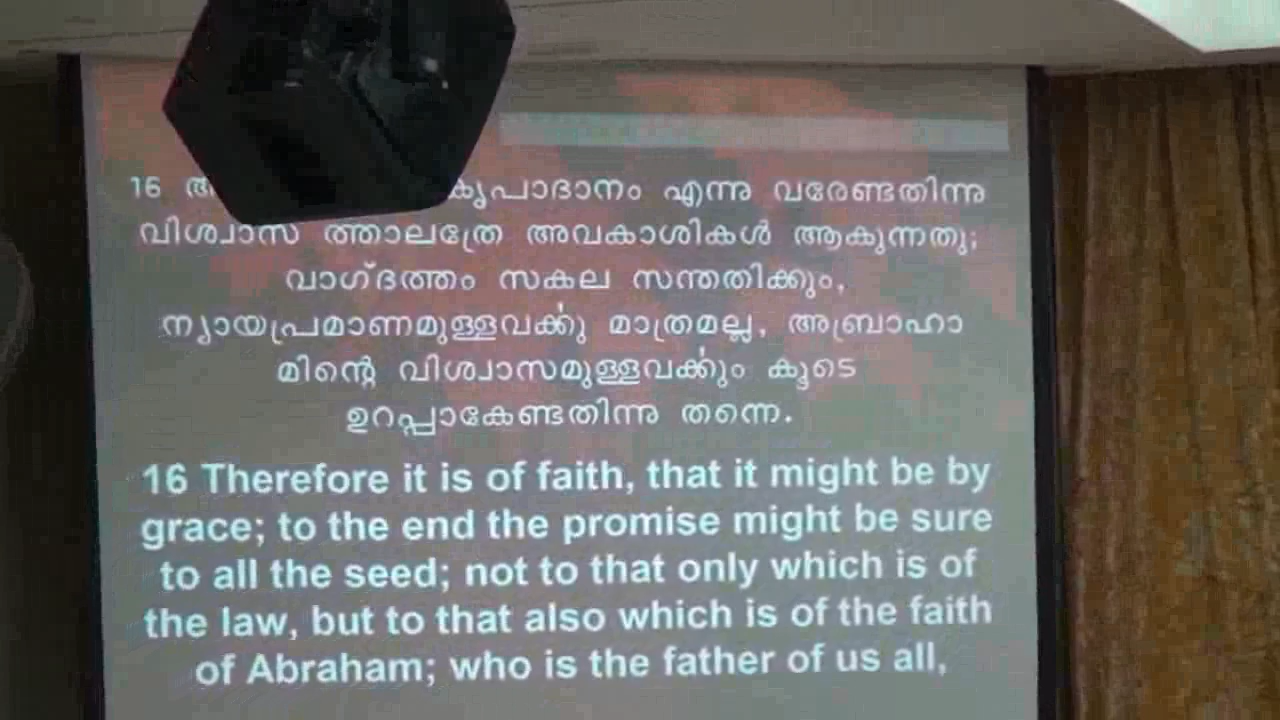 16 കൃപാദാനം എന്നു വരേണ്ടതിന്നു
വിശ്വാസ ത്താലത്രേ അവകാശികൾ ആകുന്നതു;
വാഗ്ദത്തം സകല സന്തതിക്കും,
ന്യായപ്രമാണമുള്ളവർക്കു മാത്രമല്ല, അബ്രാഹാ
മിന്റെ വിശ്വാസമുള്ളവർക്കും കൂടെ
ഉറപ്പാകേണ്ടതിന്നു തന്നെ.
16 Therefore it is of faith, that it might be by
grace; to the end the promise might be sure
to all the seed; not to that only which is of
the law, but to that also which is of the faith
of Abraham; who is the father of us all,